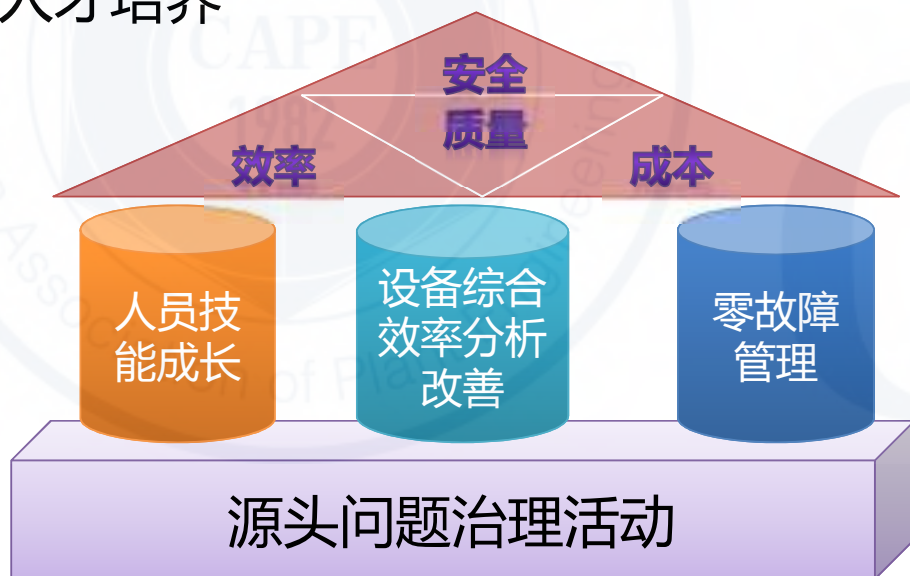 人才培养
CAPE
1982
安全
质量
效率
成本
人员技
能成长
设备综合
效率分析
改善
零故障
管理
源头问题治理活动